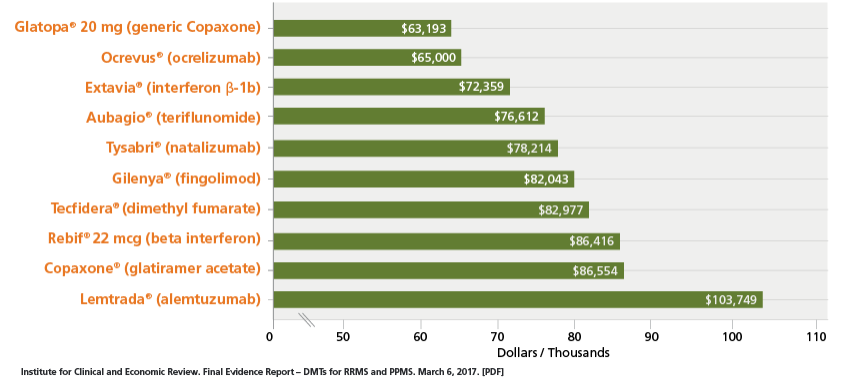 Glatopa® 20 mg (generic Copaxone) $63,193
Ocrevus® (ocrelizumab) $65,000
Extavia® (interferon β-1b) $72,359
Aubagio® (teriflunomide) $76,612
Tysabri® (natalizumab) $78,214
Gilenya® (fingolimod) $82,043
Tecfidera® (dimethyl fumarate) $82,977
Rebif® 22 mcg (beta interferon) $86,416
Copaxone® (glatiramer acetate) $86,554
Lemtrada® (alemtuzumab) $103,749
0 50 60 70 80 90 100 110
Dollars / Thousands
Institute for Clinical and Economic Review. Final Evidence Report – DMTs for RRMS and PPMS. March 6, 2017. [PDF]